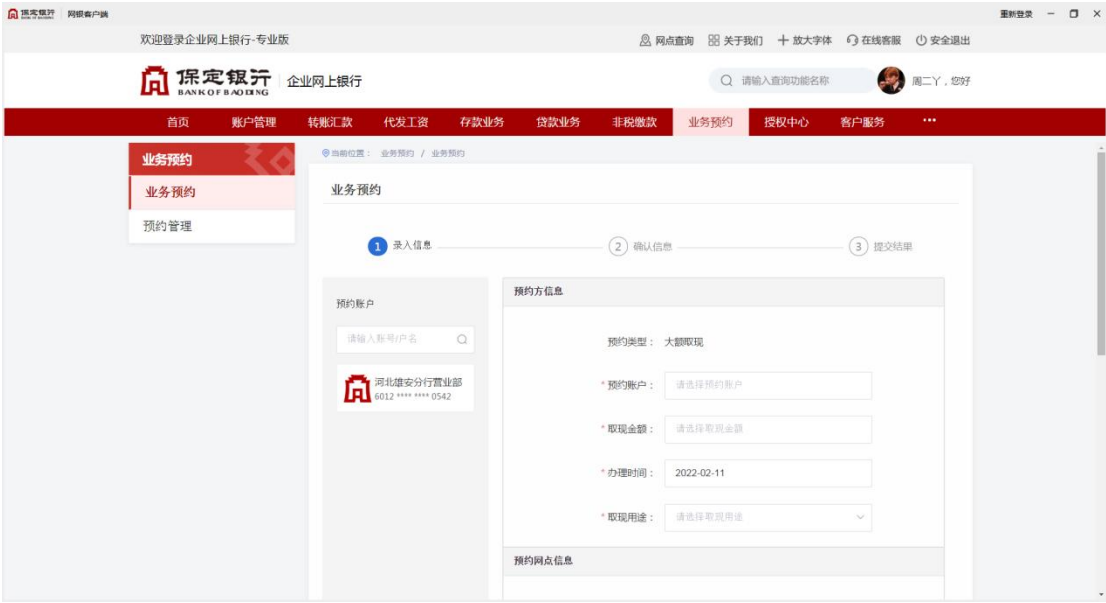 保定银行 网银客户端 重新登录
欢迎登录企业网上银行-专业版 网点查询 关于我们 放大字体 在线客服 安全退出
保定银行 企业网上银行 请输入查询功能名称 周二丫，您好
BANK OF BAODING
首页 账户管理 转账汇款 代发工资 存款业务 贷款业务 非税缴款 业务预约 授权中心 客户服务 •••
业务预约
业务预约
预约管理
当前位置： 业务预约 / 业务预约
业务预约
1 录入信息 2 确认信息 3 提交结果
预约账户
请输入账号/户名
河北雄安分行营业部
6012 **** **** 0542
预约方信息
预约类型： 大额取现
* 预约账户： 请选择预约账户
* 取现金额： 请选择取现金额
* 办理时间： 2022-02-11
* 取现用途： 请选择取现用途
预约网点信息